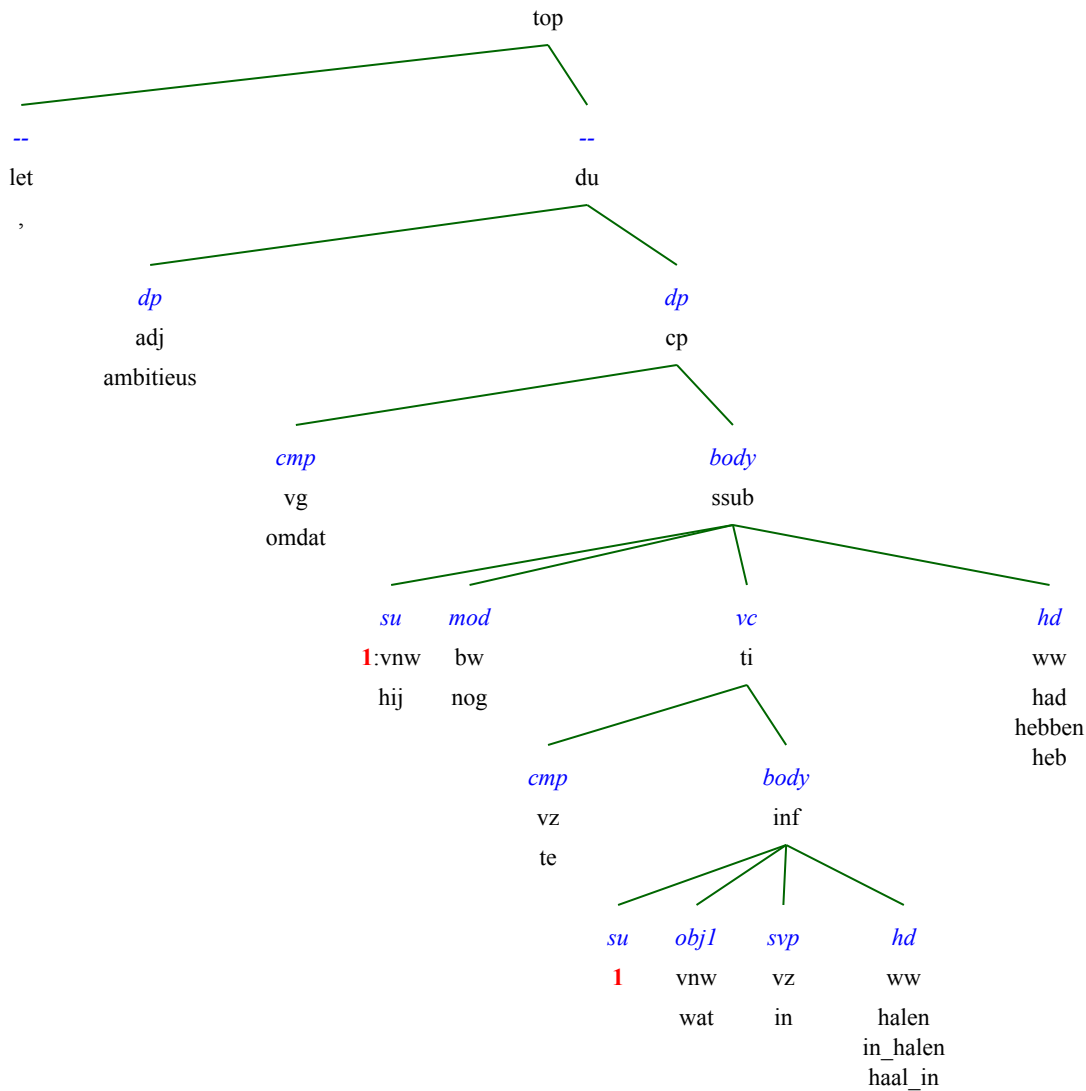 top
-- --
let du
,
dp dp
adj cp
ambitieus
cmp body
vg ssub
omdat
su mod vc hd
1:vnw bw ti ww
hij nog had
hebben
heb
cmp body
vz inf
te
su obj1 svp hd
1 vnw vz ww
wat in halen
in_halen
haal_in